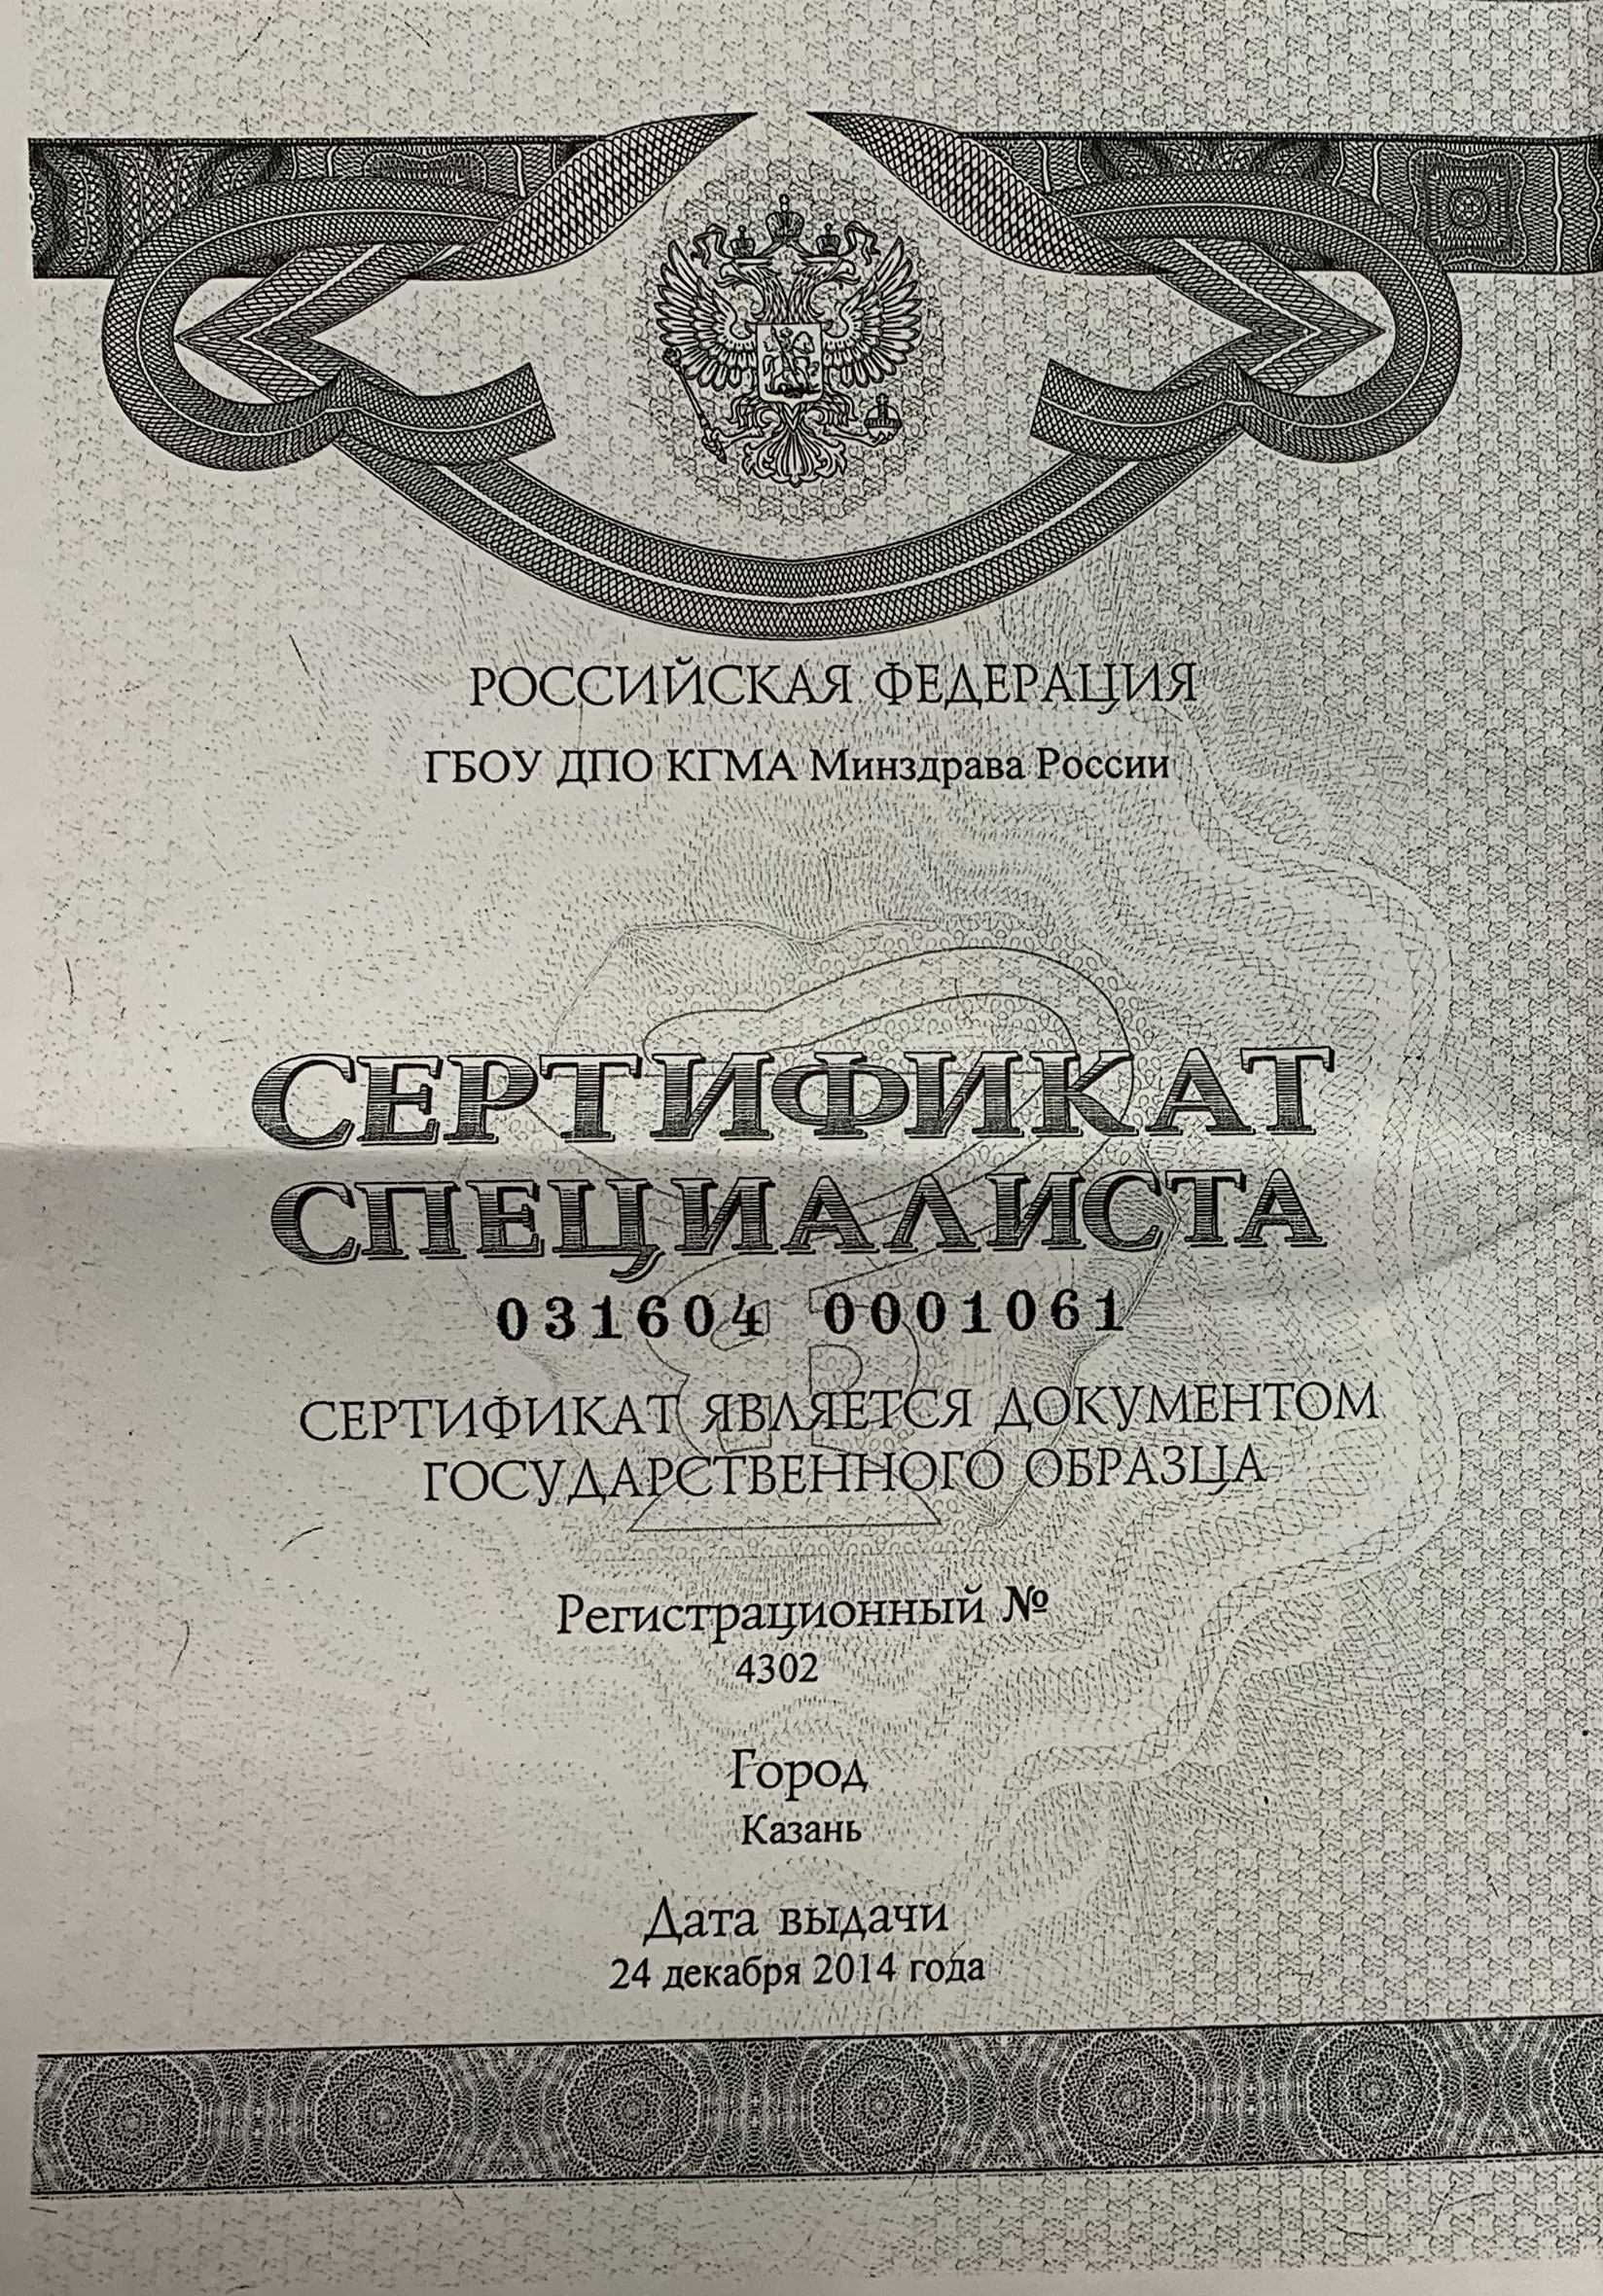 РОССИЙСКАЯ ФЕДЕРАЦИЯ
ГБОУ ДПО КГМА Минздрава России
СЕРТИФИКАТ
СПЕЦИАЛИСТА
031604 0001061
СЕРТИФИКАТ ЯВЛЯЕТСЯ ДОКУМЕНТОМ
ГОСУДАРСТВЕННОГО ОБРАЗЦА
Регистрационный №
4302
Город
Казань
Дата выдачи
24 декабря 2014 года